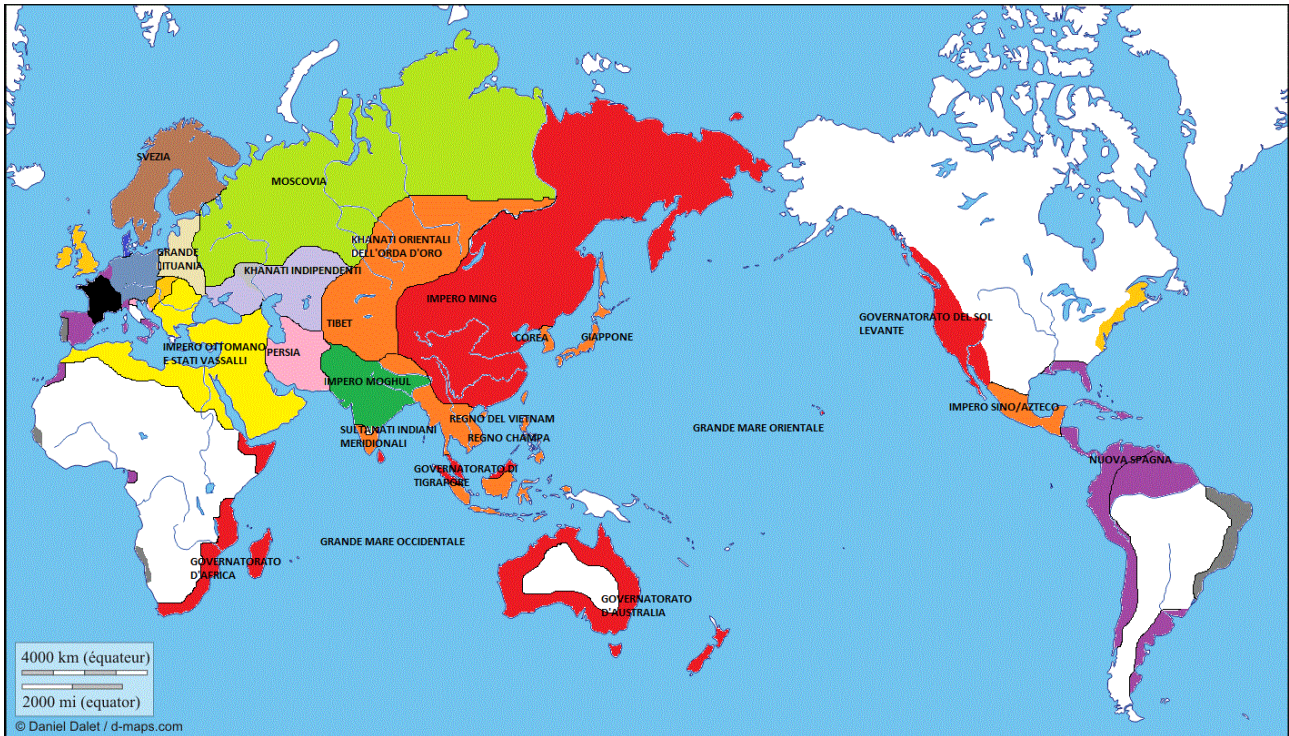 SVEZIA
MOSCOVIA
GRANDE
LITUANIA
KHANATI ORIENTALI
DELL'ORDA D'ORO
KHANATI INDIPENDENTI
IMPERO MING
TIBET
COREA
GIAPPONE
IMPERO OTTOMANO
E STATI VASSALLI
PERSIA
IMPERO MOGHUL
GOVERNATORATO DEL SOL
LEVANTE
IMPERO SINO/AZTECO
REGNO DEL VIETNAM
SULTANATI INDIANI
MERIDIONALI
REGNO CHAMPA
GRANDE MARE ORIENTALE
GOVERNATORATO DI
TIGRAPORE
NUOVA SPAGNA
GRANDE MARE OCCIDENTALE
GOVERNATORATO
D'AFRICA
GOVERNATORATO
D'AUSTRALIA
4000 km (équateur)
2000 mi (equator)
© Daniel Dalet / d-maps.com